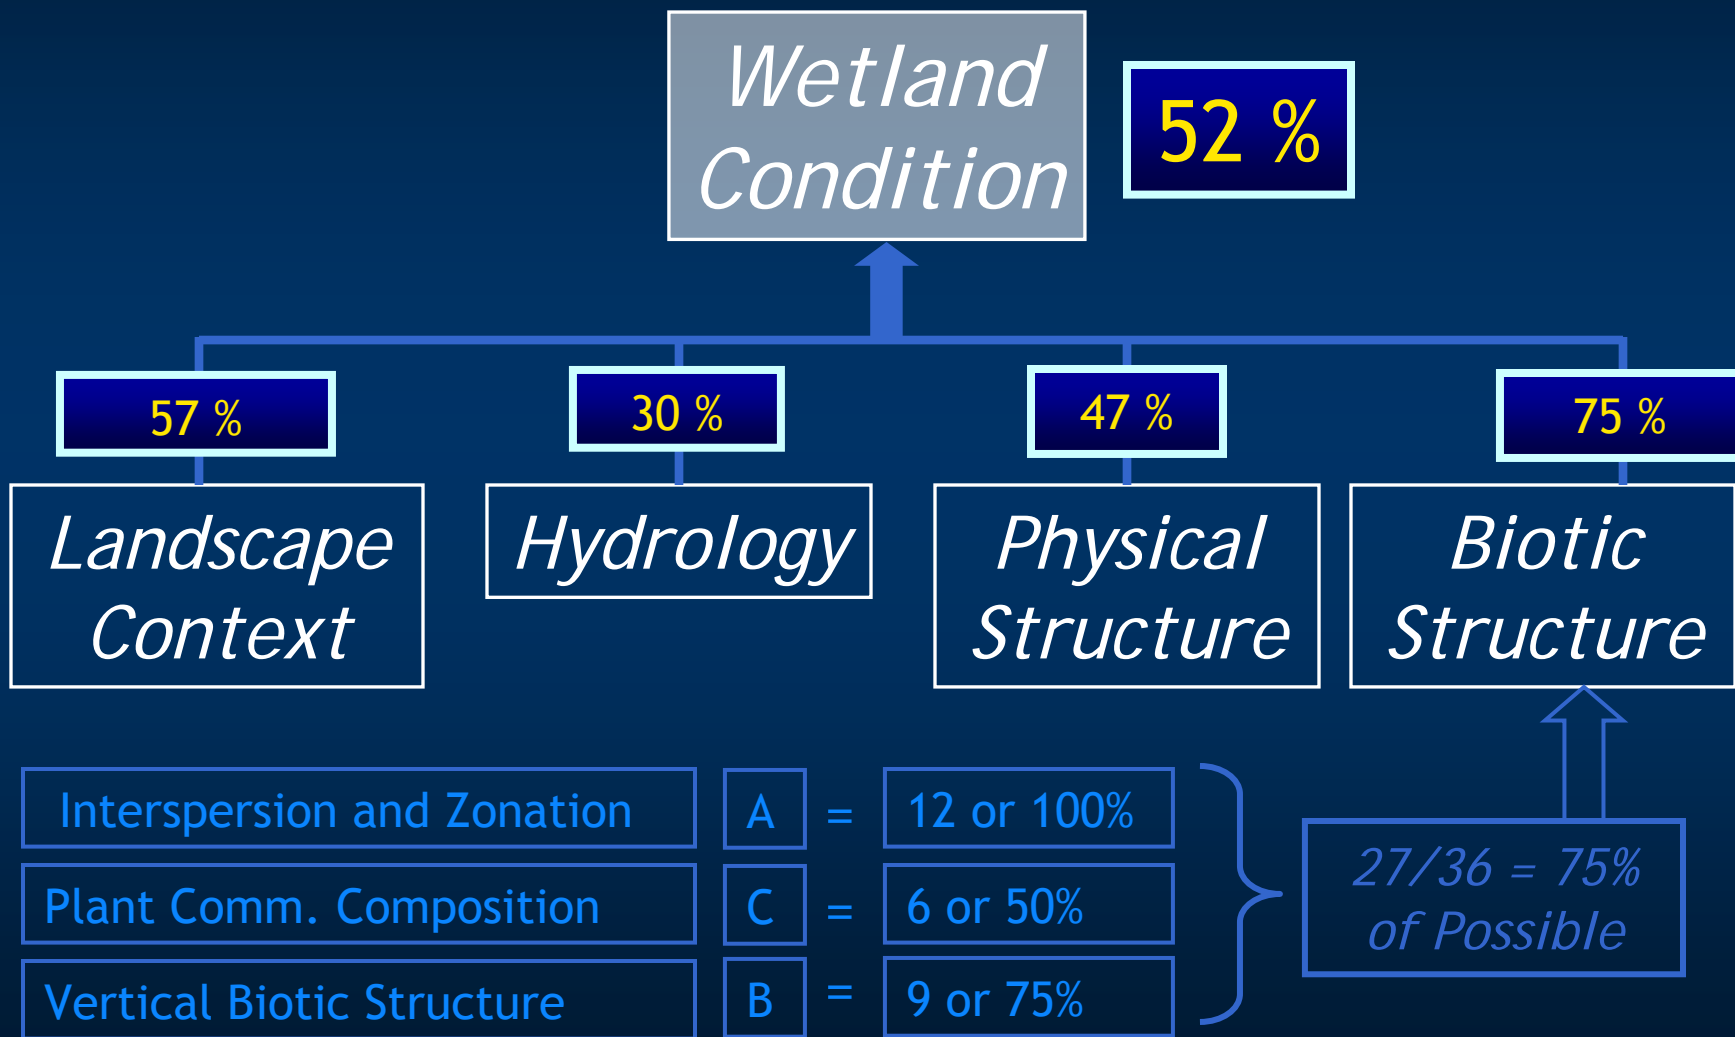 Wetland
Condition
52 %
57 %
30 %
47 %
75 %
Landscape
Context
Hydrology
Physical
Structure
Biotic
Structure
Interspersion and Zonation A = 12 or 100%
Plant Comm. Composition C = 6 or 50%
Vertical Biotic Structure B = 9 or 75%
27/36 = 75%
of Possible